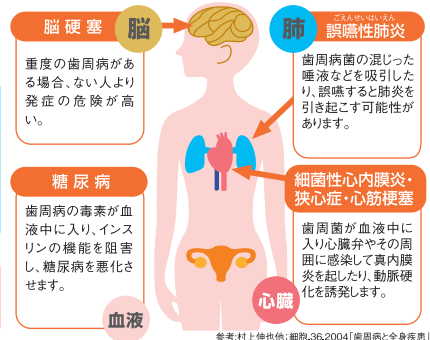 脳硬塞
脳
重度の歯周病があ
る場合、ない人より
発症の危険が高
い。
肺
ごえんせいはいえん
誤嚥性肺炎
歯周病菌の混じった
唾液などを吸引した
り、誤嚥すると肺炎を
引き起こす可能性が
あります。
糖尿病
歯周病の毒素が血
液中に入り、インス
リンの機能を阻害
し、糖尿病を悪化さ
せます。
血液
細菌性心内膜炎・
狭心症・心筋梗塞
歯周菌が血液中に
入り心臓弁やその周
囲に感染して真内膜
炎を起したり、動脈硬
化を誘発します。
心臓
参考:村上伸也他;細胞,36,2004「歯周病と全身疾患」